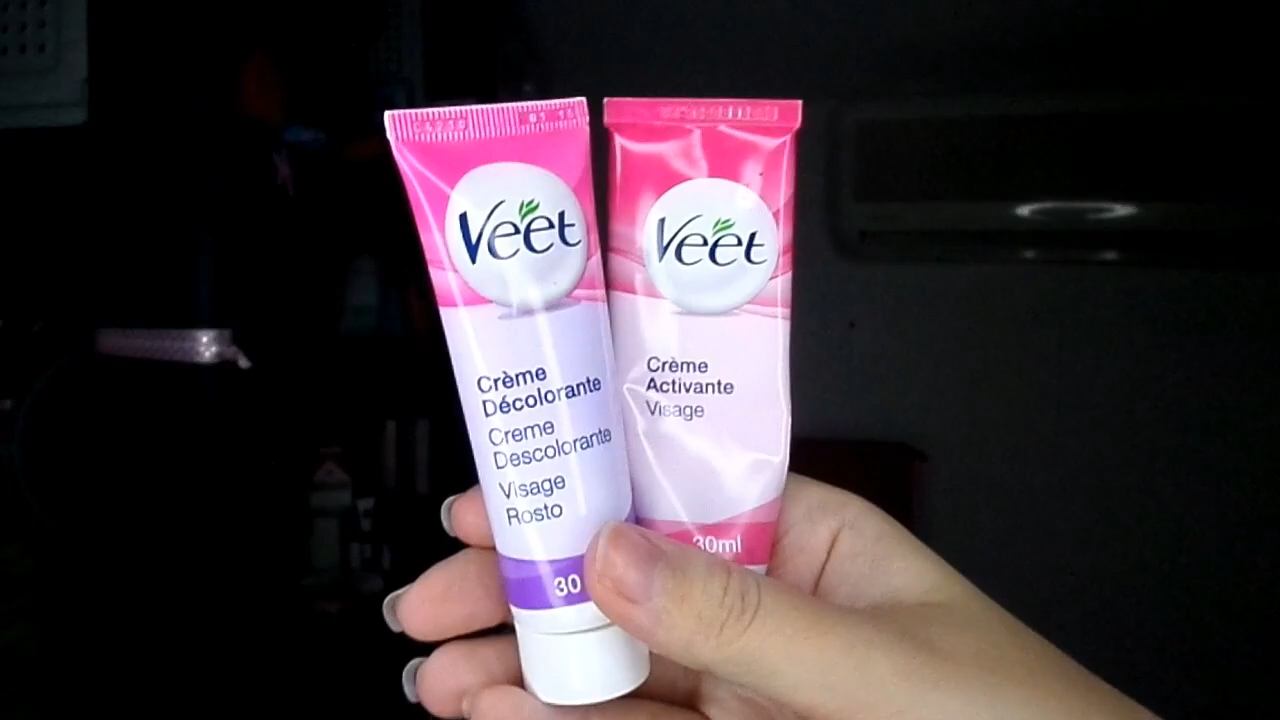 Veet
Crème
Décolorante
Creme
Descolorante
Visage
Rosto
30
Veet
Crème
Activante
Visage
30ml